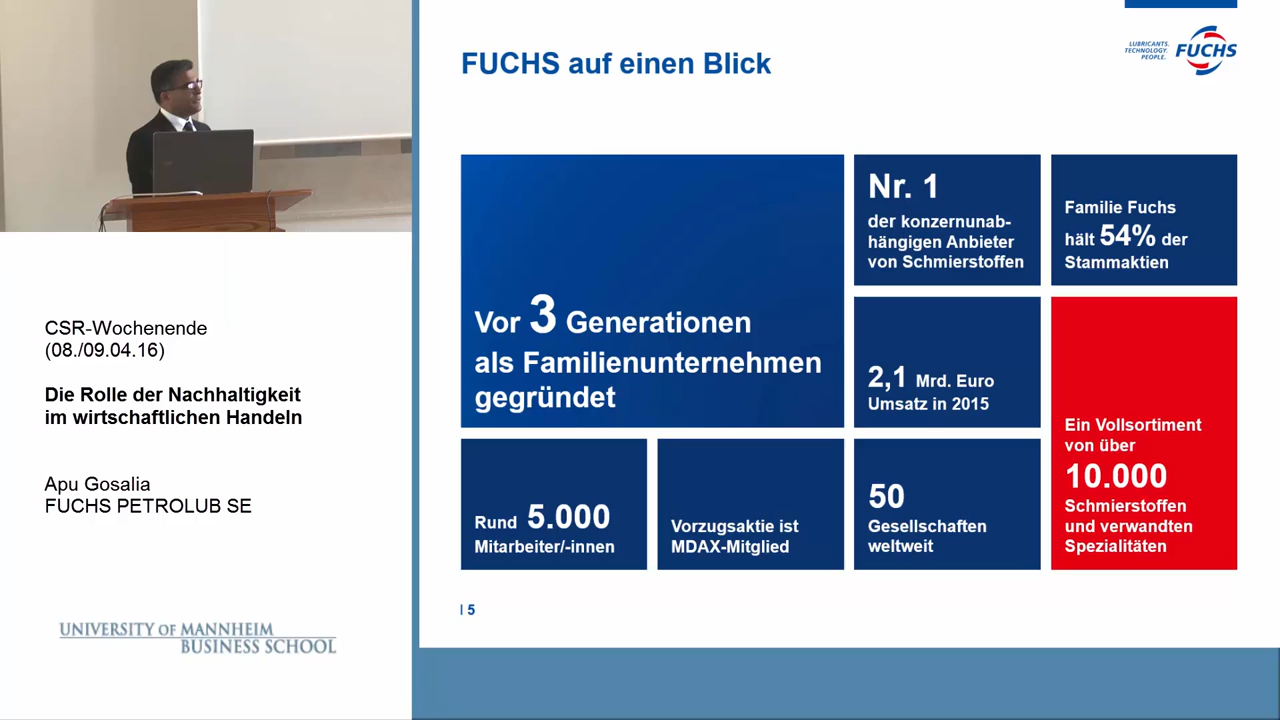 FUCHS auf einen Blick
LUBRICANTS.
TECHNOLOGY.
PEOPLE.
FUCHS
Vor 3 Generationen
als Familienunternehmen
gegründet
Nr. 1
der konzernunab-
hängigen Anbieter
von Schmierstoffen
Familie Fuchs
hält 54% der
Stammaktien
2,1 Mrd. Euro
Umsatz in 2015
Ein Vollsortiment
von über
10.000
Schmierstoffen
und verwandten
Spezialitäten
Rund 5.000
Mitarbeiter/-innen
Vorzugsaktie ist
MDAX-Mitglied
50
Gesellschaften
weltweit
| 5
CSR-Wochenende
(08./09.04.16)
Die Rolle der Nachhaltigkeit
im wirtschaftlichen Handeln
Apu Gosalia
FUCHS PETROLUB SE
UNIVERSITY OF MANNHEIM
BUSINESS SCHOOL